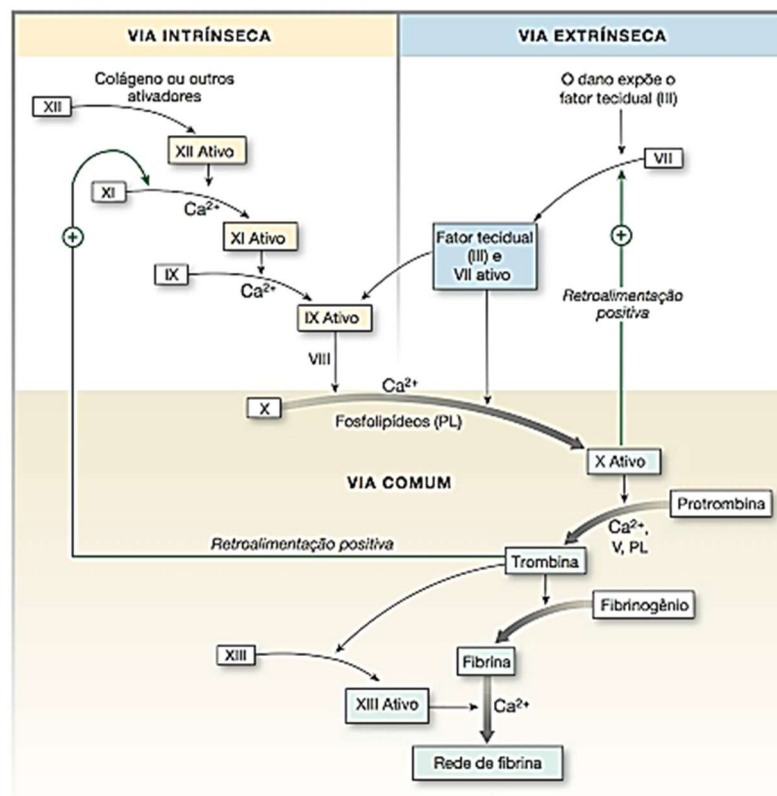 VIA INTRÍNSECA
VIA EXTRÍNSECA
Colágeno ou outros
ativadores
O dano expõe o
fator tecidual (III)
XII
XII Ativo
VII
XI
Ca²⁺
XI Ativo
Fator tecidual
(III) e
VII ativo
IX
Ca²⁺
Retroalimentação
positiva
IX Ativo
VIII
Ca²⁺
X
Fosfolipídeos (PL)
X Ativo
VIA COMUM
Protrombina
Ca²⁺,
V, PL
Retroalimentação positiva
Trombina
Fibrinogênio
XIII
Fibrina
XIII Ativo
Ca²⁺
Rede de fibrina
+
+